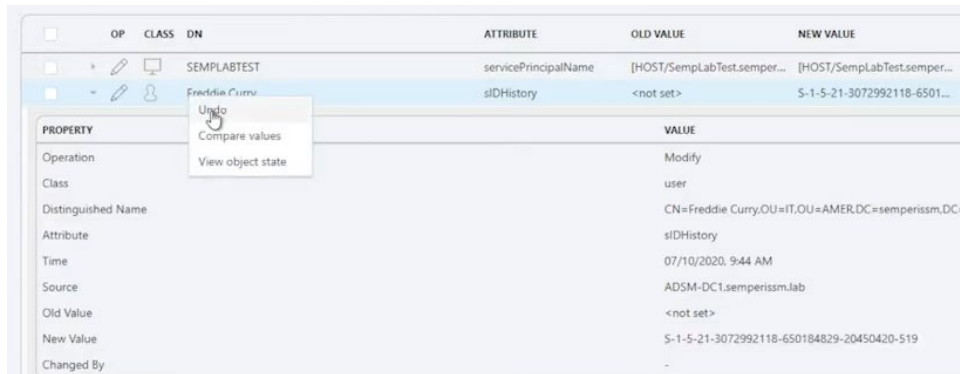 OP CLASS DN ATTRIBUTE OLD VALUE NEW VALUE
SEMPLABTEST servicePrincipalName [HOST/SempLabTest.semper... [HOST/SempLabTest.semper...
Freddie Curry sIDHistory <not set> S-1-5-21-3072992118-6501...
Undo
Compare values
View object state
PROPERTY VALUE
Operation Modify
Class user
Distinguished Name CN=Freddie Curry,OU=IT,OU=AMER,DC=semperissm,DC=
Attribute sIDHistory
Time 07/10/2020, 9:44 AM
Source ADSM-DC1.semperissm.lab
Old Value <not set>
New Value S-1-5-21-3072992118-650184829-20450420-519
Changed By -